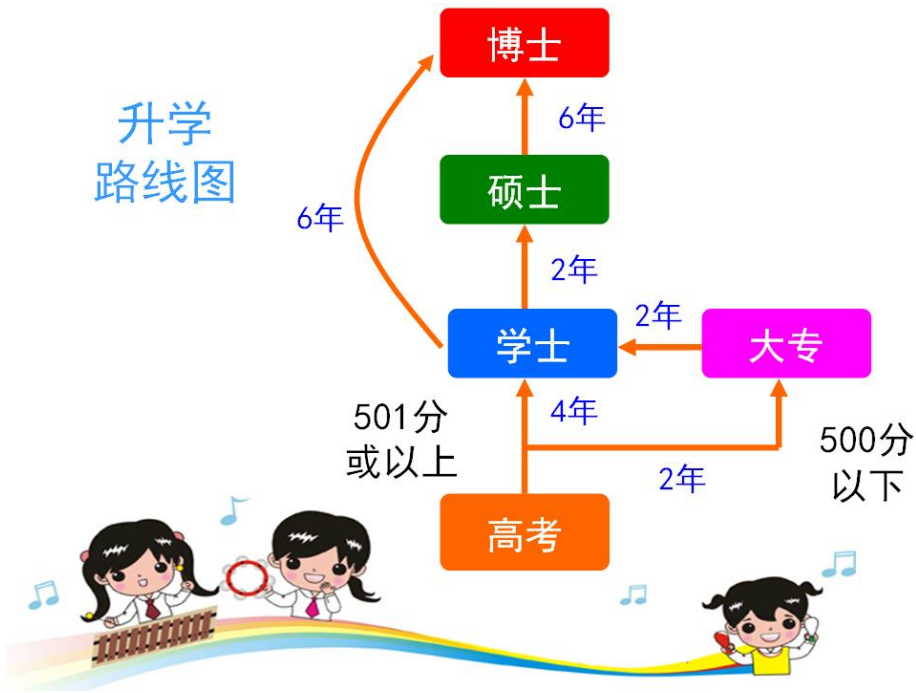 博士
升学
路线图
6年
硕士
6年
2年
学士
2年
大专
501分
或以上
4年
500分
以下
2年
高考